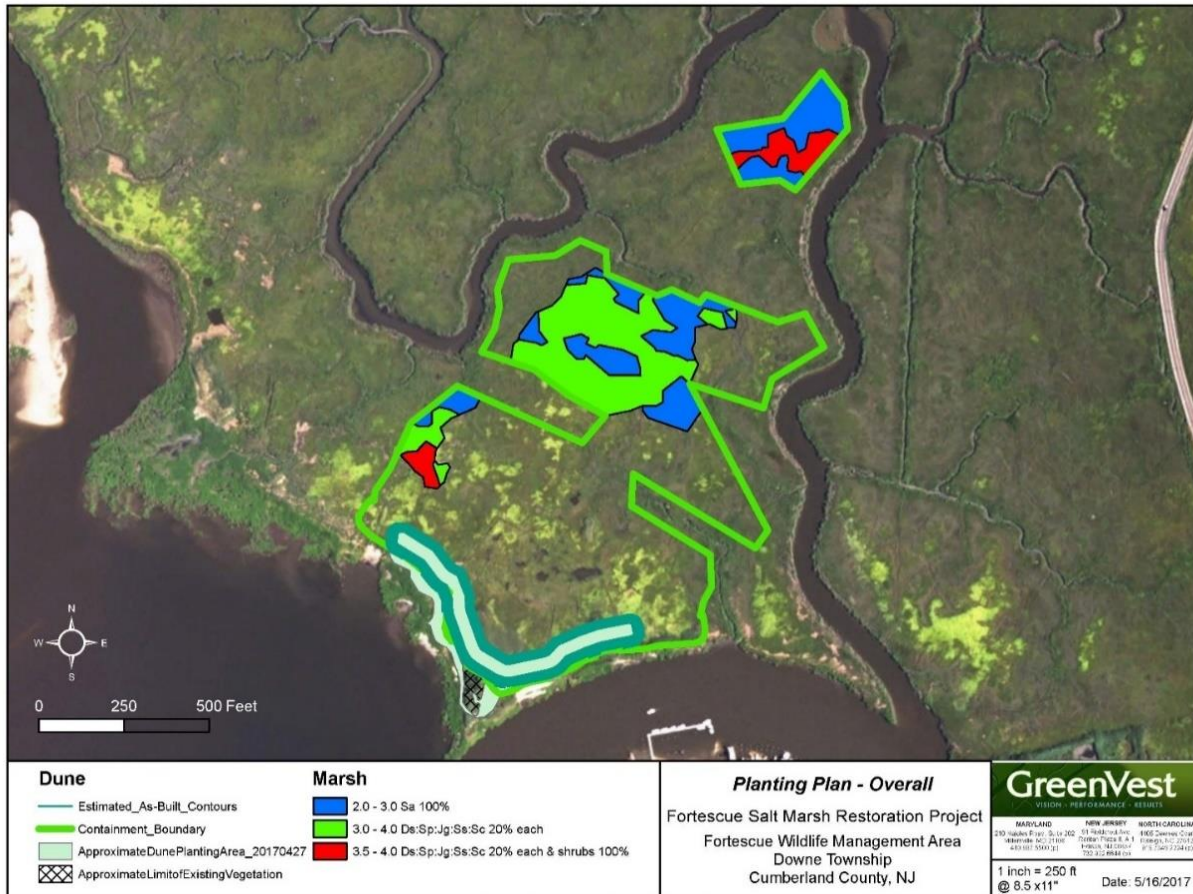 N
W E
S
0 250 500 Feet
Dune
Estimated_As-Built_Contours
Containment_Boundary
ApproximateDunePlantingArea_20170427
ApproximateLimitofExistingVegetation
Marsh
2.0 - 3.0 Sa 100%
3.0 - 4.0 Ds:Sp:Jg:Ss:Sc 20% each
3.5 - 4.0 Ds:Sp:Jg:Ss:Sc 20% each & shrubs 100%
Planting Plan - Overall
Fortescue Salt Marsh Restoration Project
Fortescue Wildlife Management Area
Downe Township
Cumberland County, NJ
GreenVest
VISION - PERFORMANCE - RESULTS
MARYLAND
NEW JERSEY
NORTH CAROLINA
1 inch = 250 ft
@ 8.5 x11"
Date: 5/16/2017